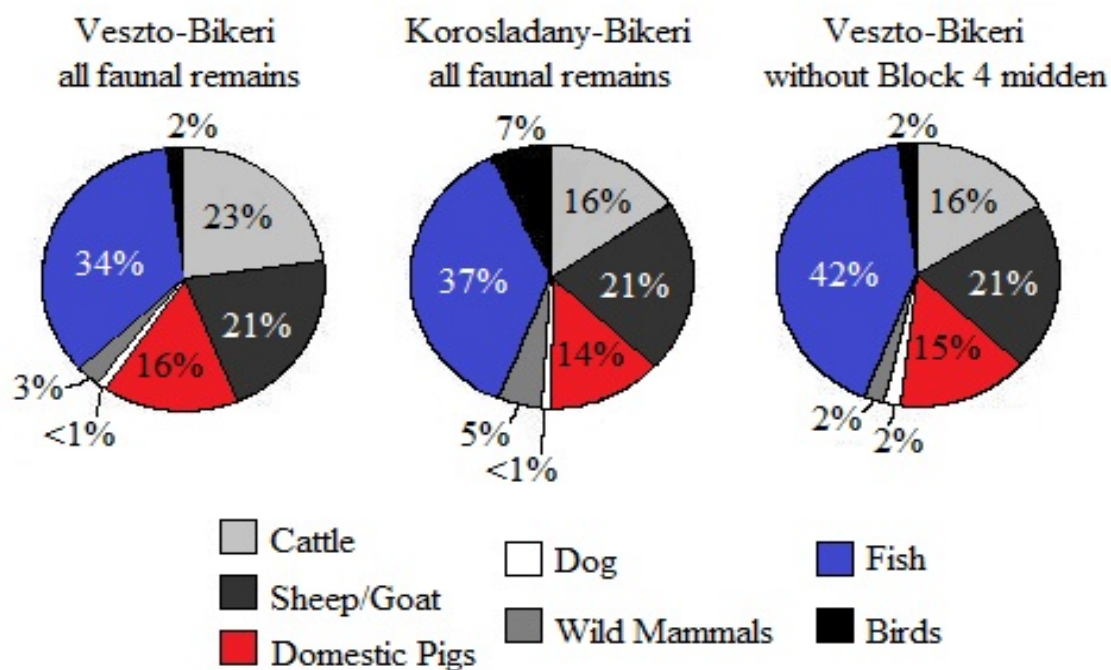 Veszto-Bikeri
all faunal remains
2%
23%
21%
16%
<1%
3%
34%
Korosladany-Bikeri
all faunal remains
7%
16%
21%
14%
<1%
5%
37%
Veszto-Bikeri
without Block 4 midden
2%
16%
21%
15%
2%
2%
42%
Cattle
Sheep/Goat
Domestic Pigs
Dog
Wild Mammals
Fish
Birds